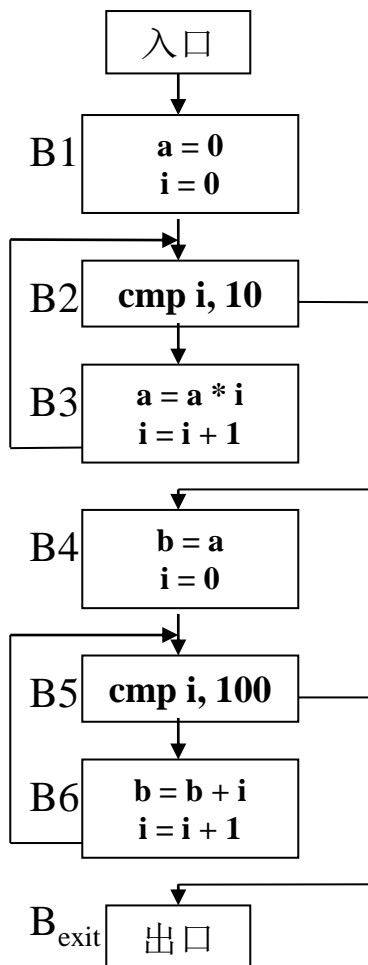 入口
B1
a = 0
i = 0
B2
cmp i, 10
B3
a = a * i
i = i + 1
B4
b = a
i = 0
B5
cmp i, 100
B6
b = b + i
i = i + 1
Bexit
出口